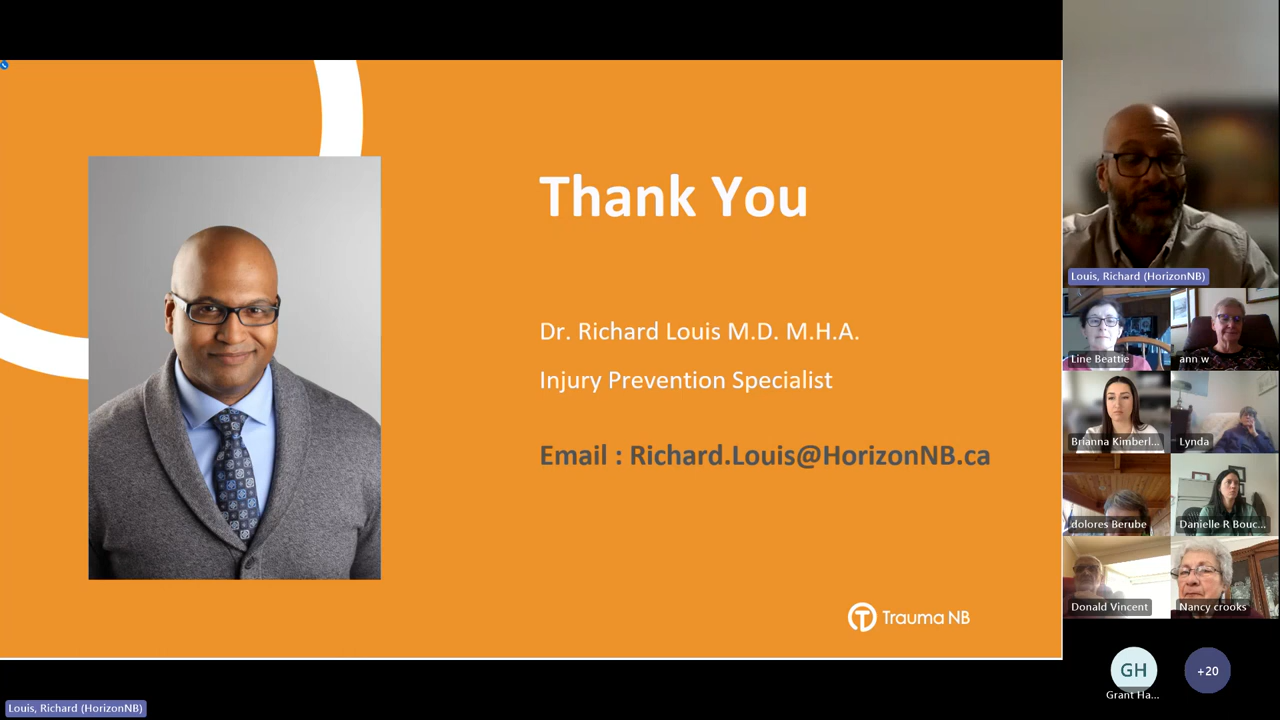 Thank You
Dr. Richard Louis M.D. M.H.A.
Injury Prevention Specialist
Email : Richard.Louis@HorizonNB.ca
Trauma NB
Louis, Richard (HorizonNB)
Line Beattie
ann w
Brianna Kimberl...
Lynda
dolores Berube
Danielle R Bouc...
Donald Vincent
Nancy crooks
GH
Grant Ha...
+20
Louis, Richard (HorizonNB)